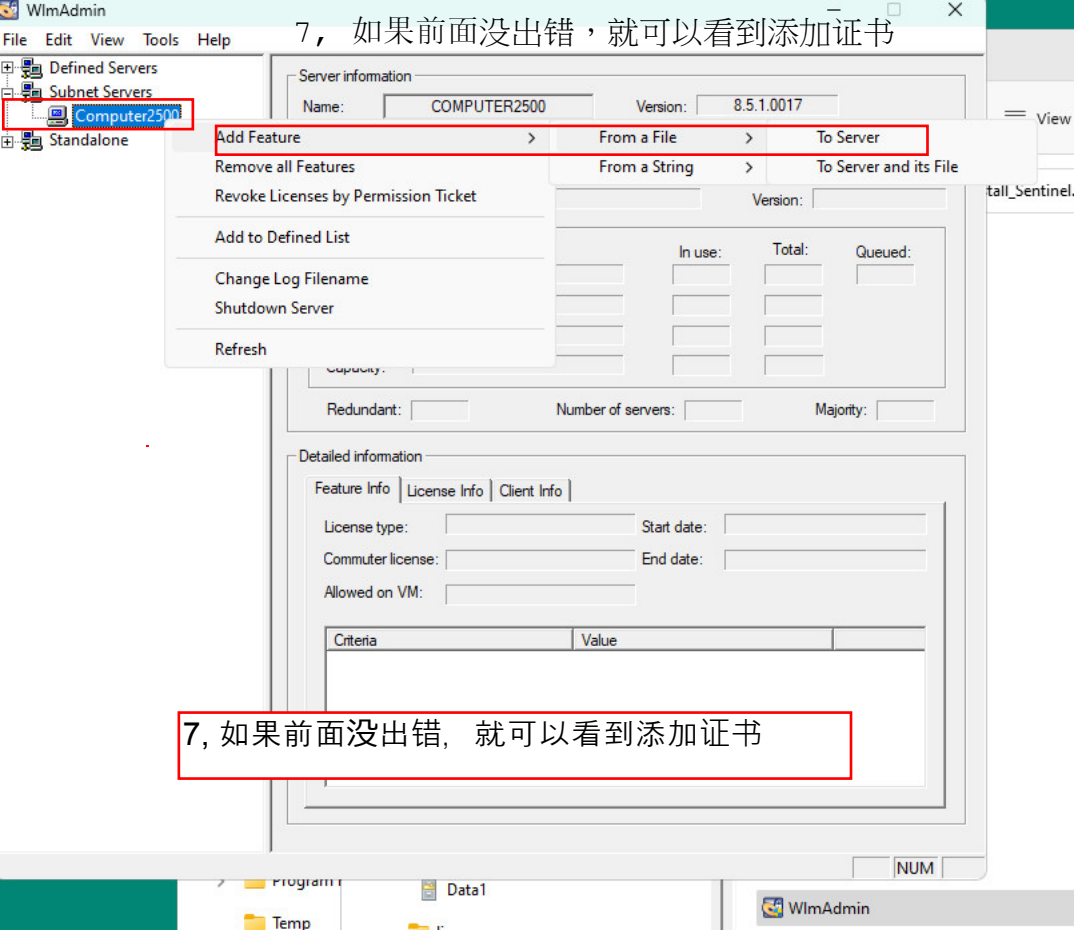 WlmAdmin
7, 如果前面没出错，就可以看到添加证书
File Edit View Tools Help
Defined Servers
Subnet Servers
Computer2500
Standalone
Server information
Name: COMPUTER2500 Version: 8.5.1.0017
View
Add Feature > From a File > To Server
Remove all Features From a String > To Server and its File
Revoke Licenses by Permission Ticket Version:
tall_Sentinel.
Add to Defined List
In use: Total: Queued:
Change Log Filename
Shutdown Server
Refresh
Capacity:
Redundant: Number of servers: Majority:
Detailed information
Feature Info License Info Client Info
License type: Start date:
Commuter license: End date:
Allowed on VM:
Criteria Value
7, 如果前面没出错, 就可以看到添加证书
NUM
Program
Data1
WlmAdmin
Temp